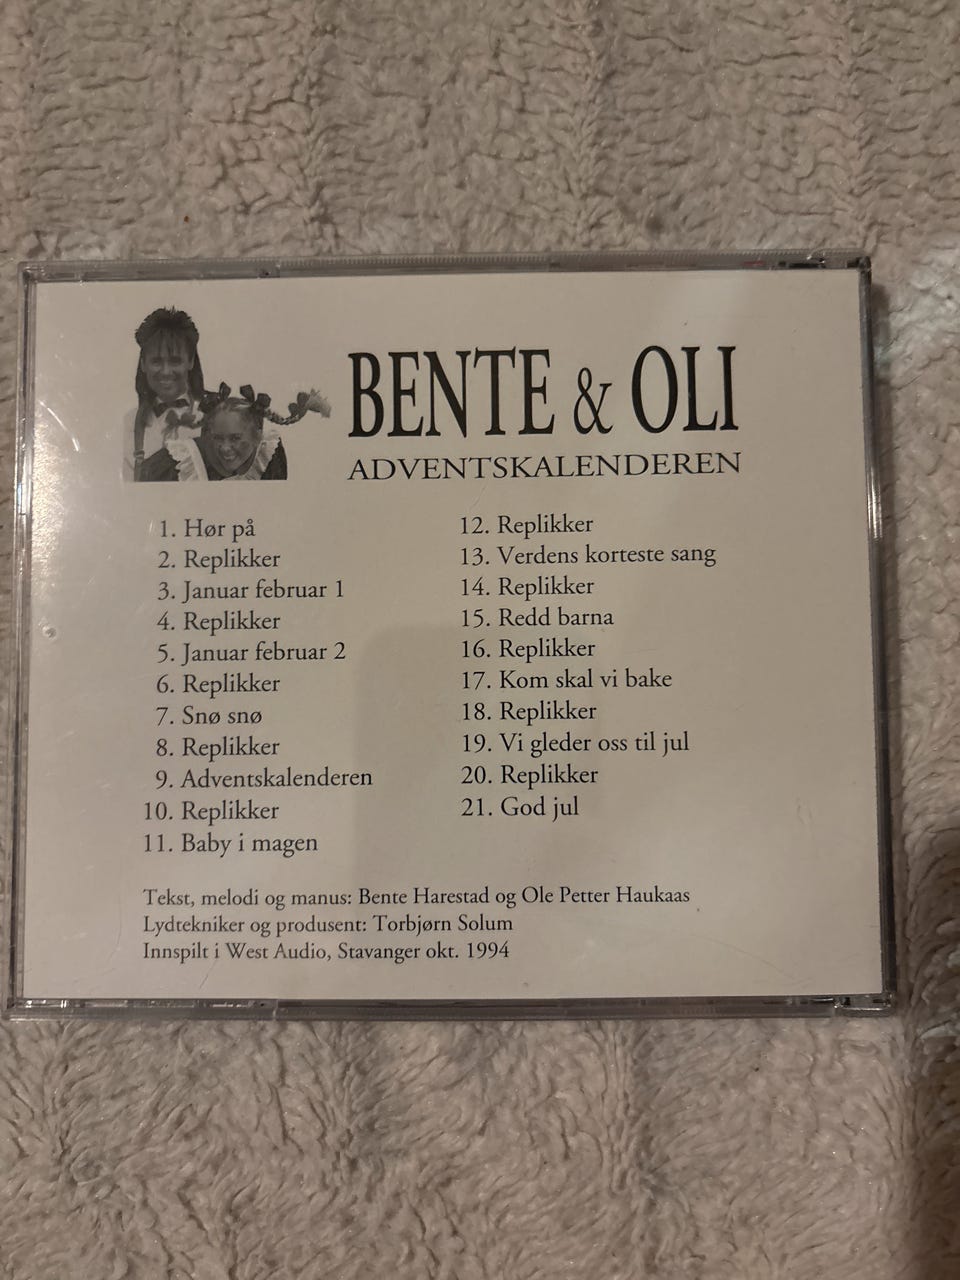 BENTE & OLI
ADVENTSKALENDEREN
1. Hør på
2. Replikker
3. Januar februar 1
4. Replikker
5. Januar februar 2
6. Replikker
7. Snø snø
8. Replikker
9. Adventskalenderen
10. Replikker
11. Baby i magen
12. Replikker
13. Verdens korteste sang
14. Replikker
15. Redd barna
16. Replikker
17. Kom skal vi bake
18. Replikker
19. Vi gleder oss til jul
20. Replikker
21. God jul
Tekst, melodi og manus: Bente Harestad og Ole Petter Haukaas
Lydtekniker og produsent: Torbjørn Solum
Innspilt i West Audio, Stavanger okt. 1994